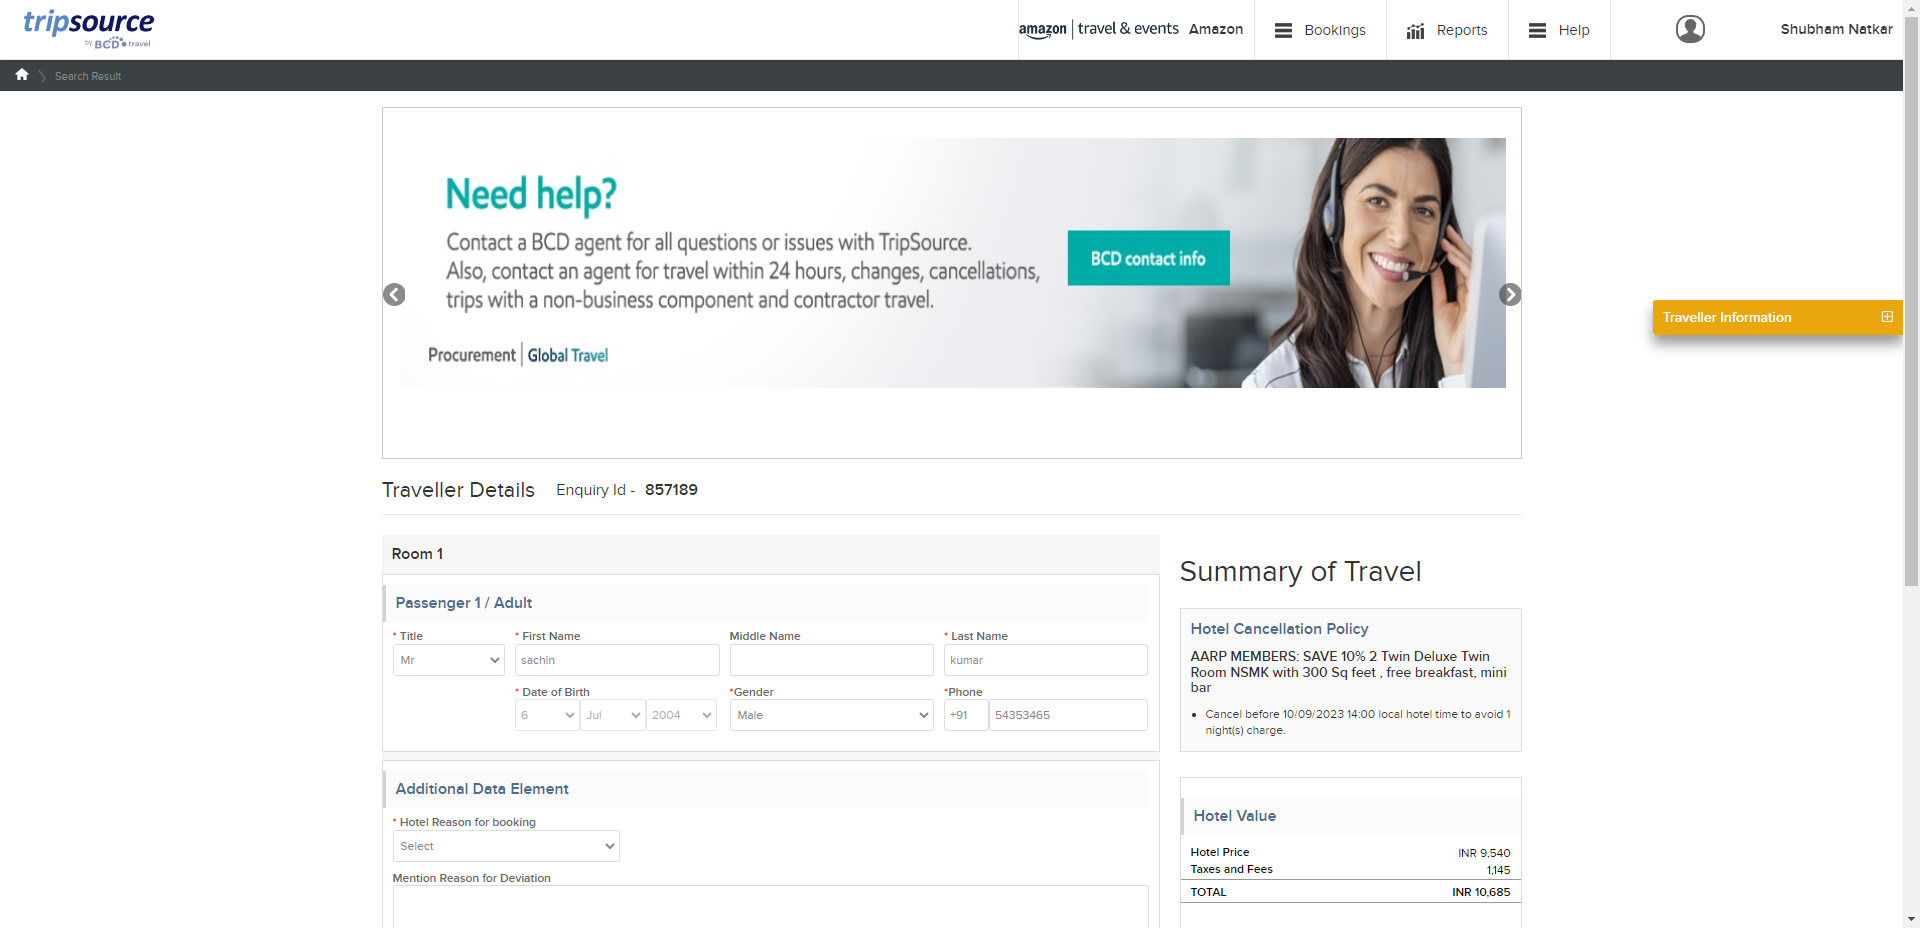 tripsource
by BCD travel
amazon | travel & events Amazon
Bookings
Reports
Help
Shubham Natkar
Search Result
Need help?
Contact a BCD agent for all questions or issues with TripSource.
Also, contact an agent for travel within 24 hours, changes, cancellations,
trips with a non-business component and contractor travel.
BCD contact info
Procurement | Global Travel
Traveller Information
Traveller Details Enquiry Id - 857189
Room 1
Passenger 1 / Adult
* Title * First Name Middle Name * Last Name
Mr sachin kumar
* Date of Birth *Gender *Phone
6 Jul 2004 Male +91 54353465
Additional Data Element
* Hotel Reason for booking
Select
Mention Reason for Deviation
Summary of Travel
Hotel Cancellation Policy
AARP MEMBERS: SAVE 10% 2 Twin Deluxe Twin
Room NSMK with 300 Sq feet , free breakfast, mini
bar
• Cancel before 10/09/2023 14:00 local hotel time to avoid 1
night(s) charge.
Hotel Value
Hotel Price INR 9,540
Taxes and Fees 1,145
TOTAL INR 10,685